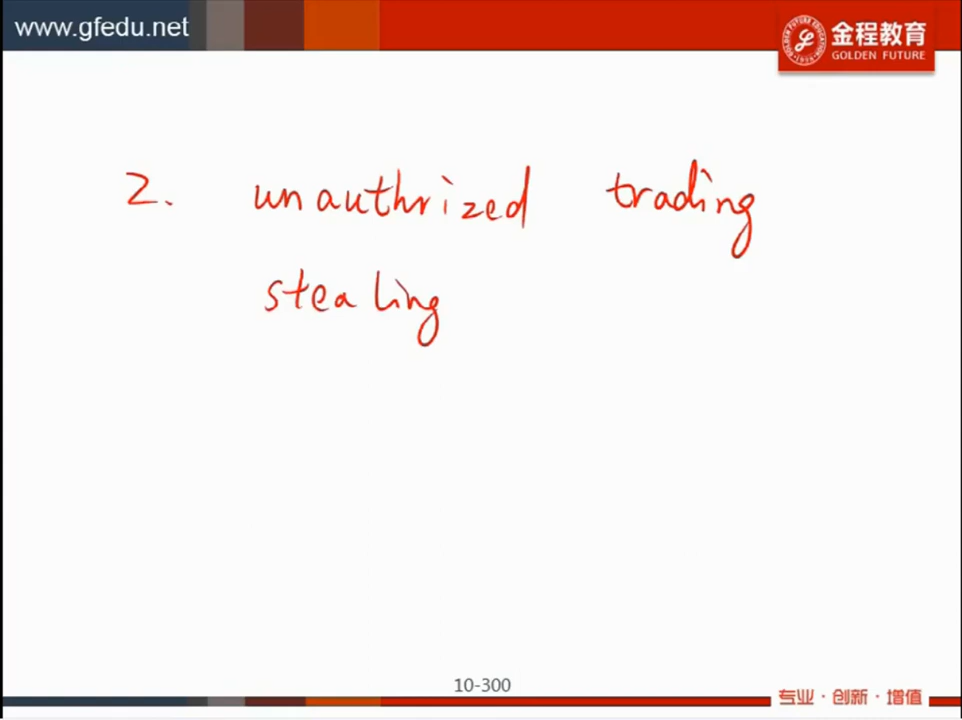 www.gfedu.net
金程教育
GOLDEN FUTURE
2. unauthrized trading
stealing
10-300
专业·创新·增值